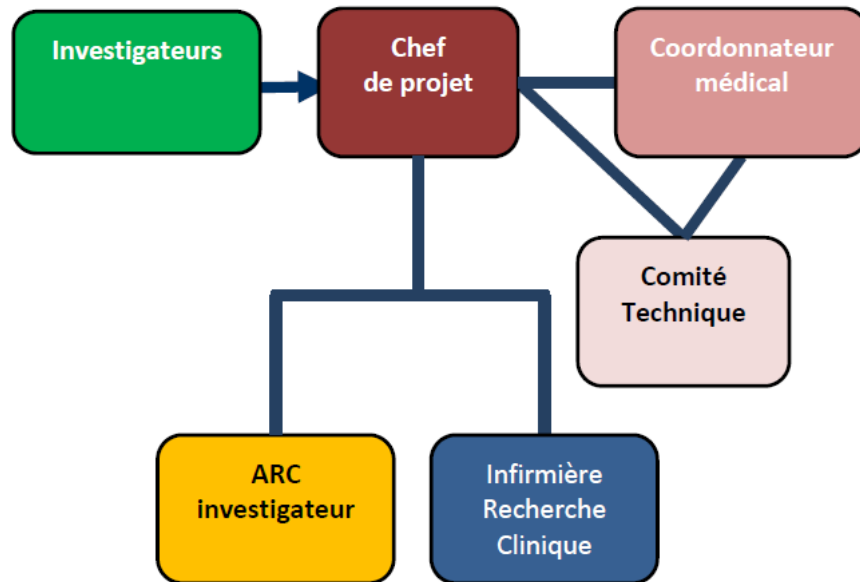 Investigateurs
Chef
de projet
Coordonnateur
médical
Comité
Technique
ARC
investigateur
Infirmière
Recherche
Clinique